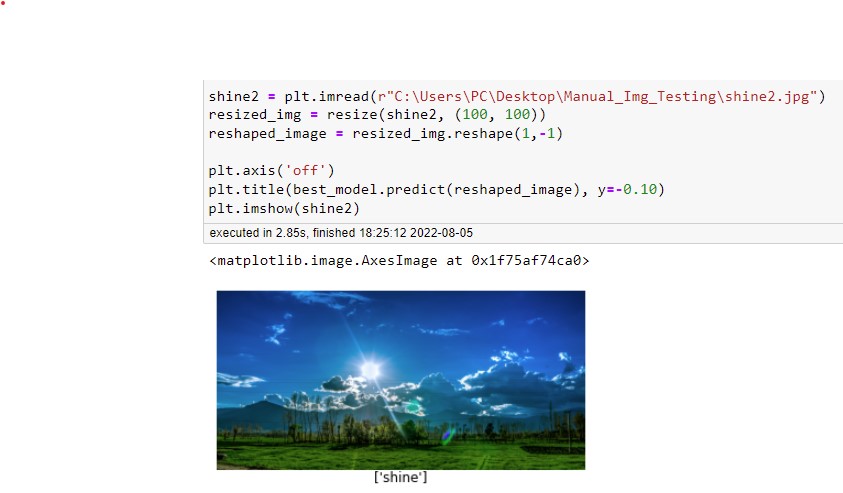 shine2 = plt.imread(r"C:\Users\PC\Desktop\Manual_Img_Testing\shine2.jpg")
resized_img = resize(shine2, (100, 100))
reshaped_image = resized_img.reshape(1,-1)
plt.axis('off')
plt.title(best_model.predict(reshaped_image), y=-0.10)
plt.imshow(shine2)
executed in 2.85s, finished 18:25:12 2022-08-05
<matplotlib.image.AxesImage at 0x1f75af74ca0>
['shine']